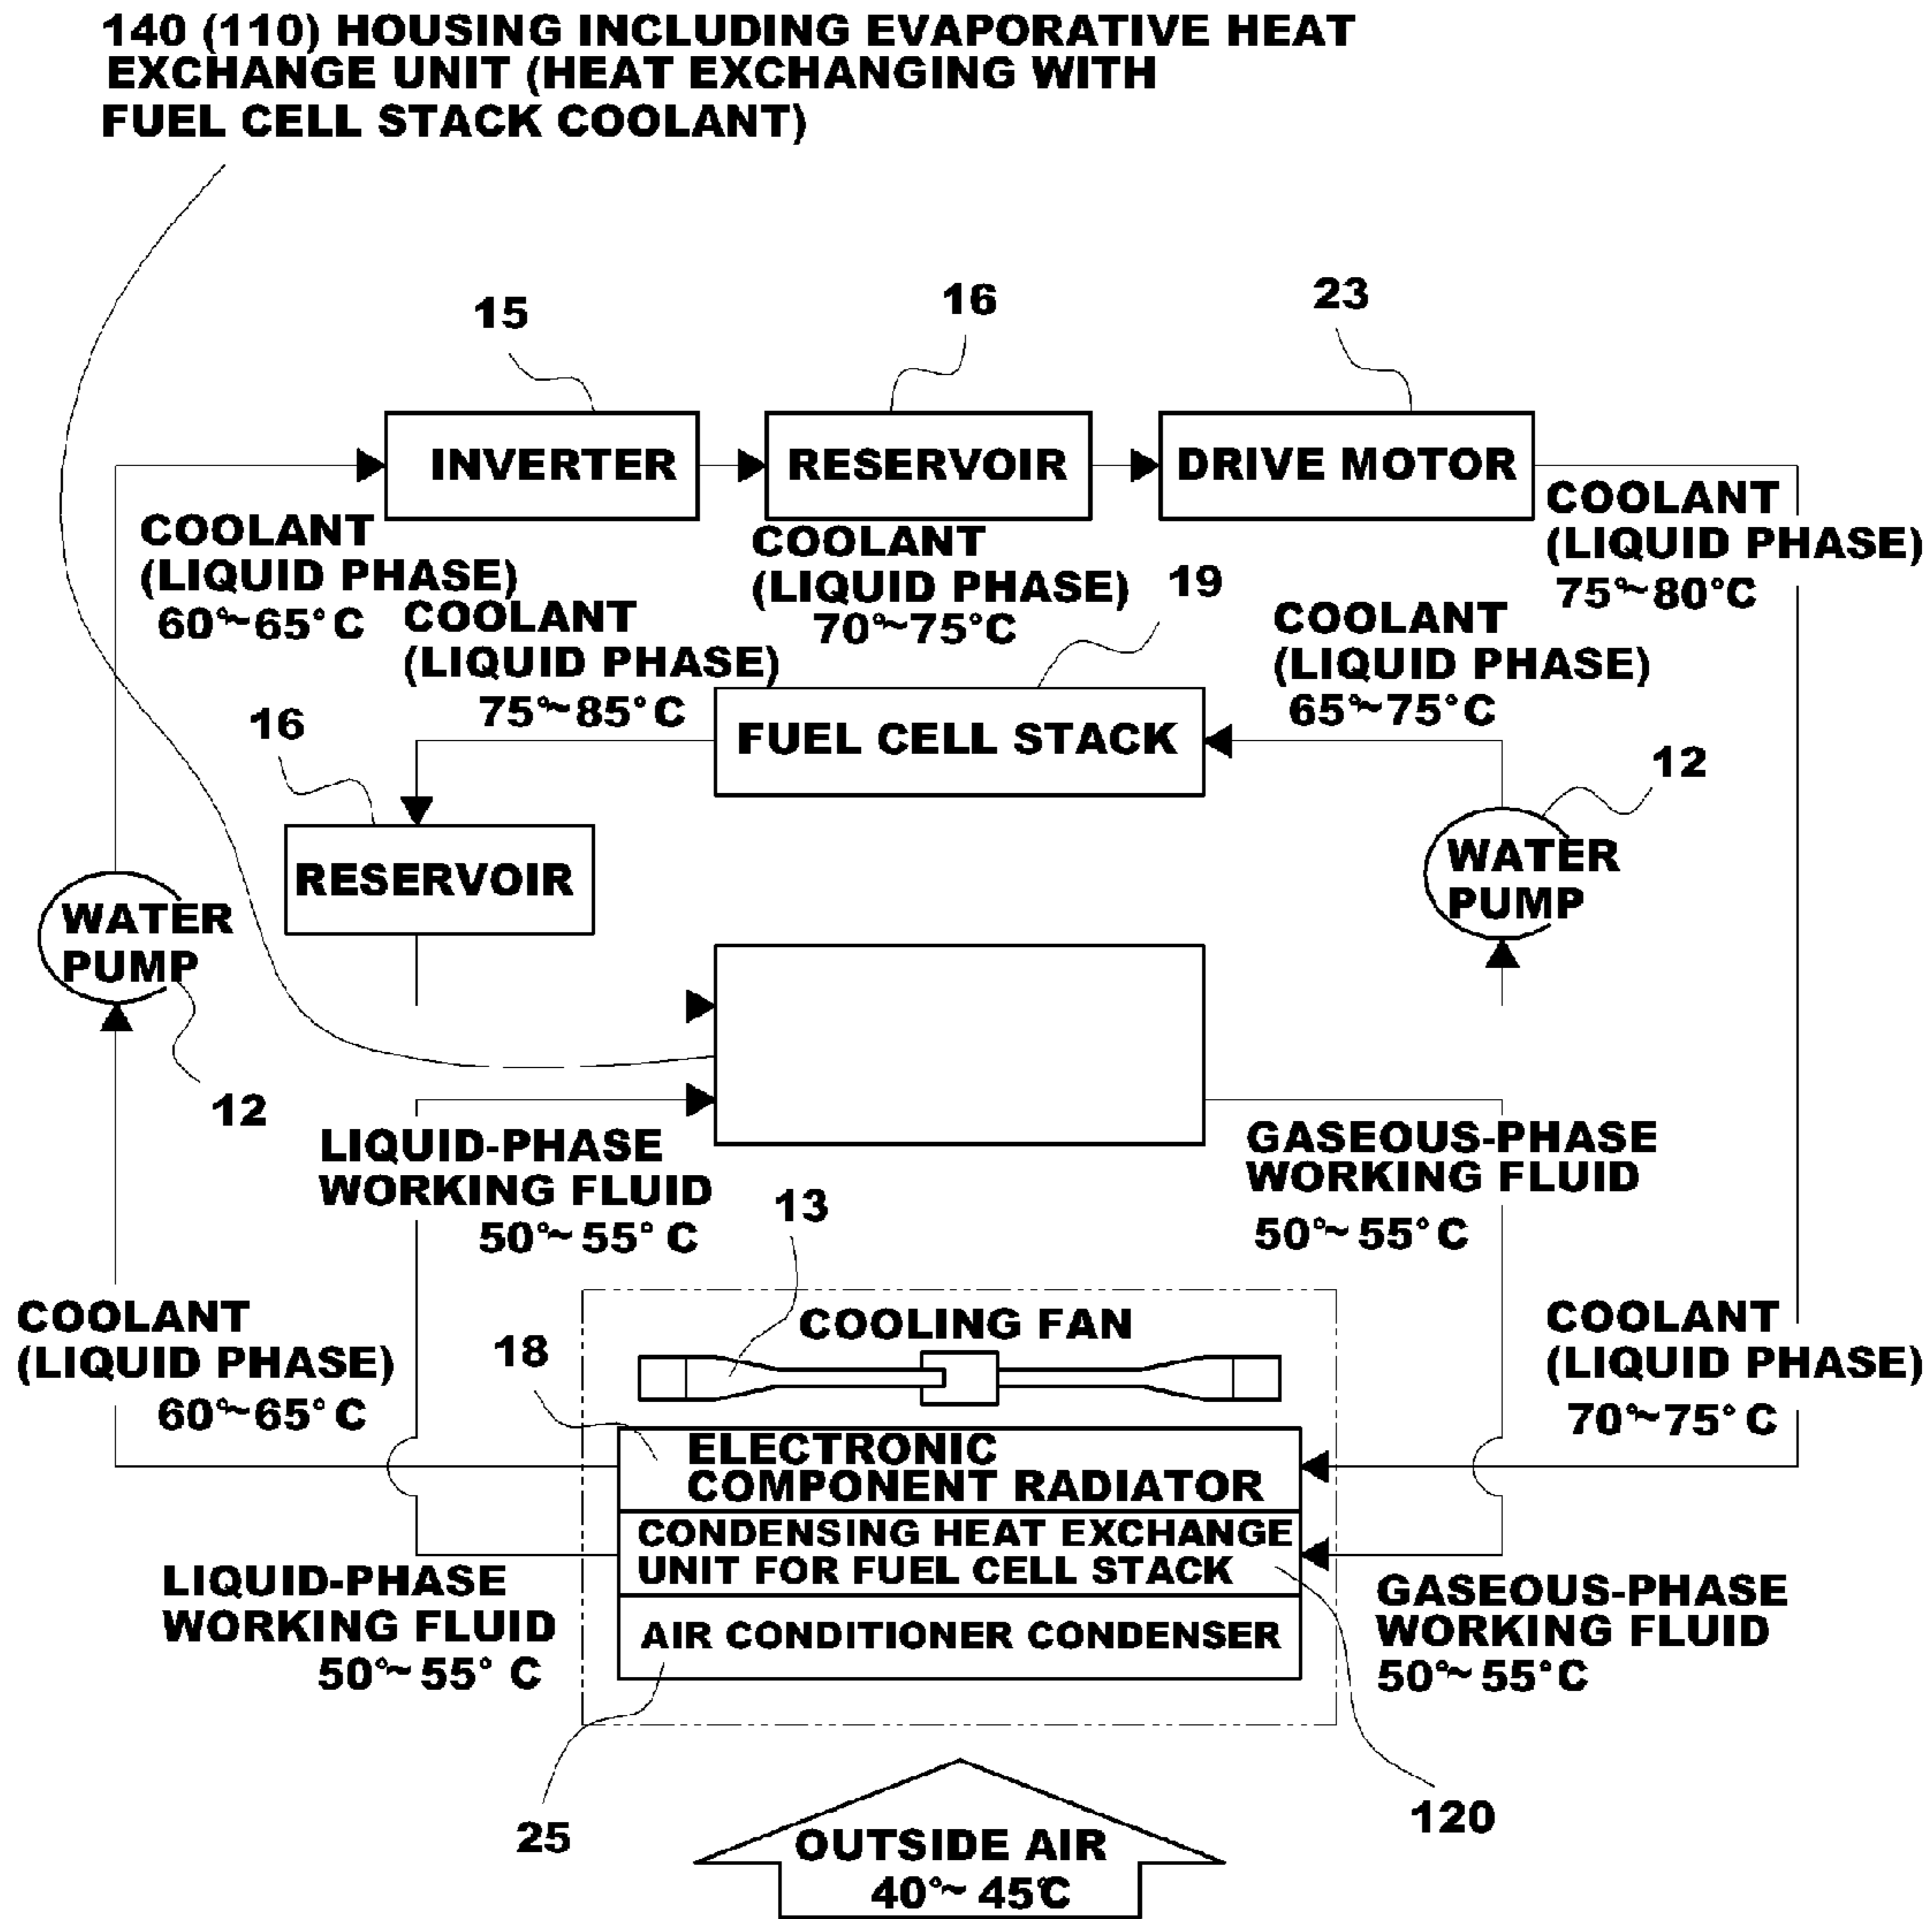 140 (110) HOUSING INCLUDING EVAPORATIVE HEAT
EXCHANGE UNIT (HEAT EXCHANGING WITH
FUEL CELL STACK COOLANT)
15
16
23
INVERTER
RESERVOIR
DRIVE MOTOR
COOLANT
(LIQUID PHASE)
60°~65°C
COOLANT
(LIQUID PHASE)
70°~75°C
COOLANT
(LIQUID PHASE)
75°~80°C
19
COOLANT
(LIQUID PHASE)
75°~85°C
COOLANT
(LIQUID PHASE)
65°~75°C
16
FUEL CELL STACK
12
RESERVOIR
WATER
PUMP
WATER
PUMP
12
LIQUID-PHASE
WORKING FLUID
50°~55°C
GASEOUS-PHASE
WORKING FLUID
50°~55°C
13
COOLANT
(LIQUID PHASE)
60°~65°C
18
COOLING FAN
COOLANT
(LIQUID PHASE)
70°~75°C
ELECTRONIC
COMPONENT RADIATOR
CONDENSING HEAT EXCHANGE
UNIT FOR FUEL CELL STACK
AIR CONDITIONER CONDENSER
LIQUID-PHASE
WORKING FLUID
50°~55°C
GASEOUS-PHASE
WORKING FLUID
50°~55°C
25
120
OUTSIDE AIR
40°~45℃